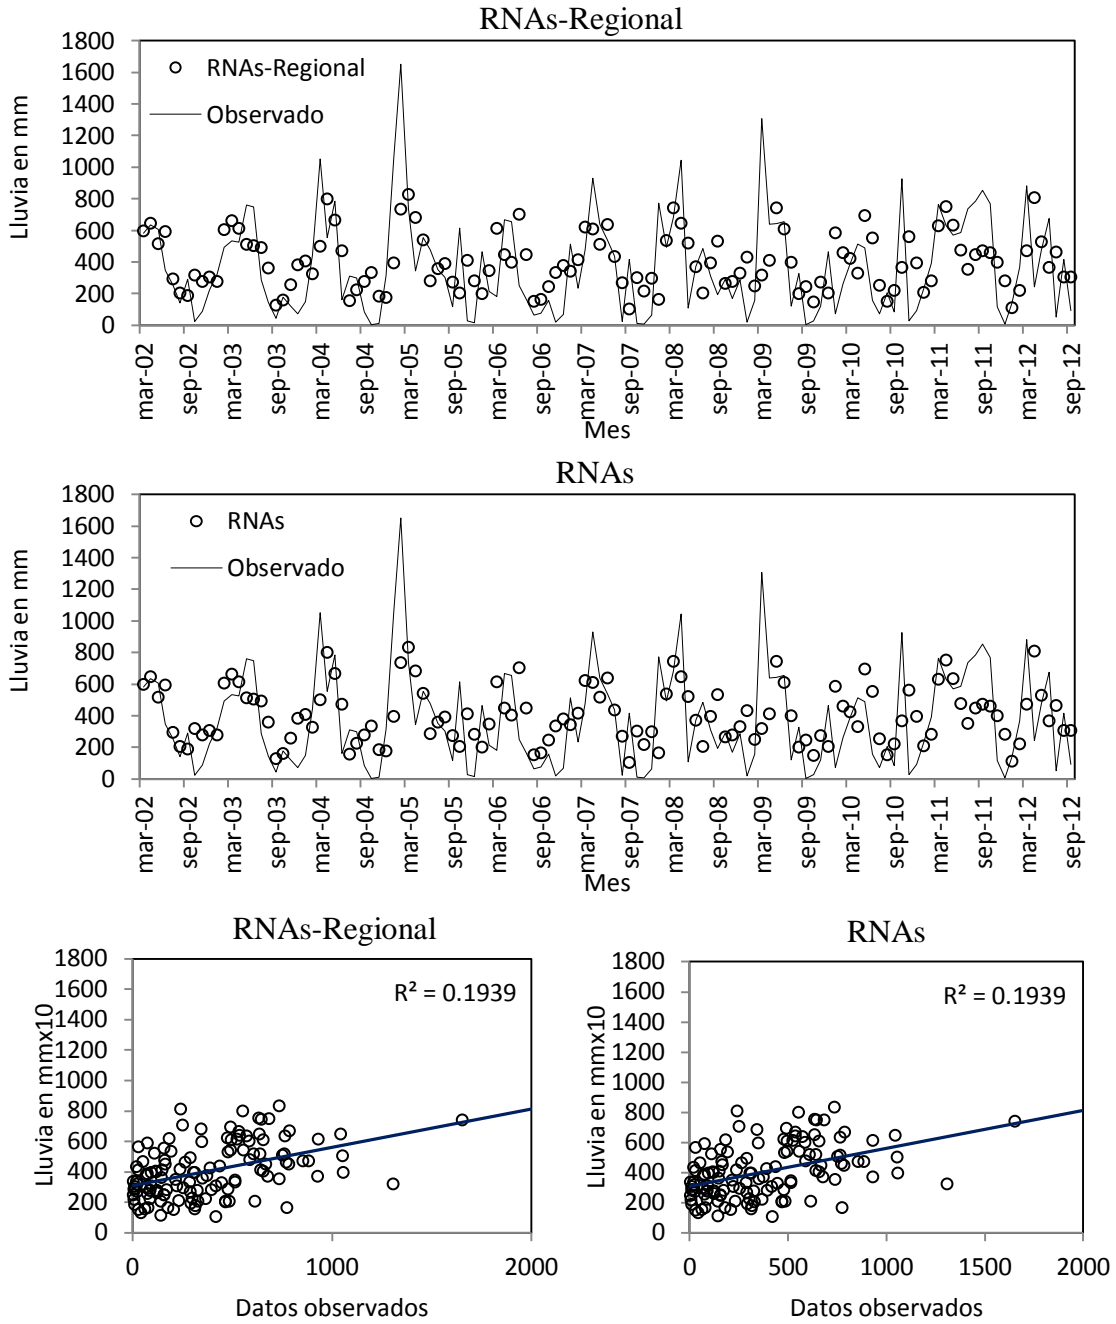 RNAs-Regional
1800
1600
1400
1200
1000
800
600
400
200
0
Lluvia en mm
RNAs-Regional
Observado
mar-02
sep-02
mar-03
sep-03
mar-04
sep-04
mar-05
sep-05
mar-06
sep-06
mar-07
sep-07
mar-08
sep-08
mar-09
sep-09
mar-10
sep-10
mar-11
sep-11
mar-12
sep-12
Mes
RNAs
1800
1600
1400
1200
1000
800
600
400
200
0
Lluvia en mm
RNAs
Observado
mar-02
sep-02
mar-03
sep-03
mar-04
sep-04
mar-05
sep-05
mar-06
sep-06
mar-07
sep-07
mar-08
sep-08
mar-09
sep-09
mar-10
sep-10
mar-11
sep-11
mar-12
sep-12
Mes
RNAs-Regional
1800
1600
1400
1200
1000
800
600
400
200
0
Lluvia en mmx10
R² = 0.1939
0
1000
2000
Datos observados
RNAs
1800
1600
1400
1200
1000
800
600
400
200
0
Lluvia en mmx10
R² = 0.1939
0
500
1000
1500
2000
Datos observados